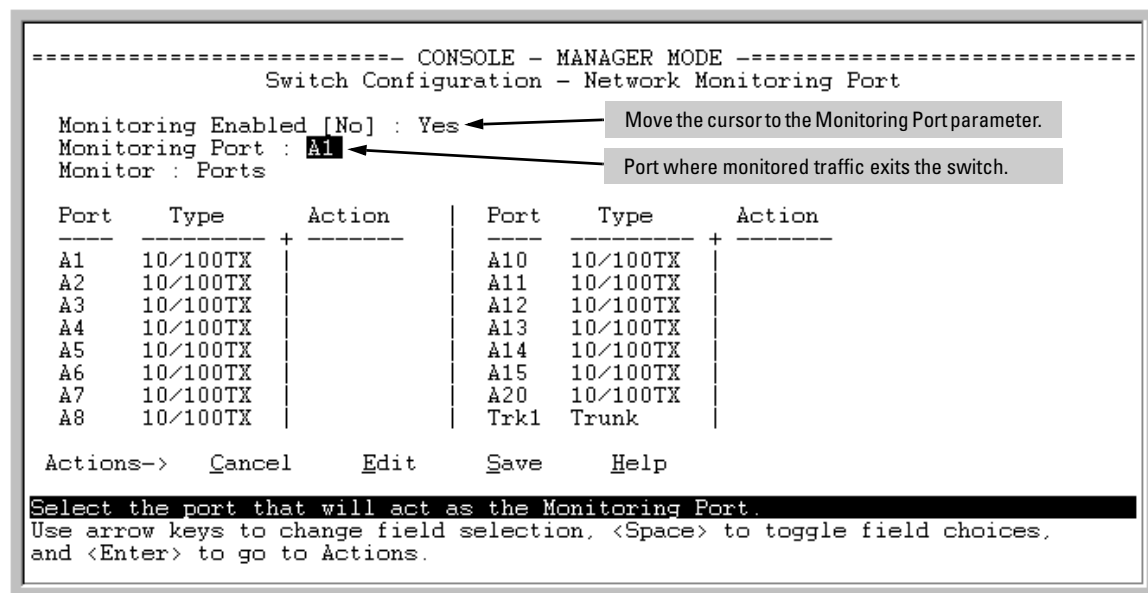 ===========================- CONSOLE - MANAGER MODE -============================
Switch Configuration - Network Monitoring Port
Monitoring Enabled [No] : Yes
Move the cursor to the Monitoring Port parameter.
Monitoring Port : A1
Port where monitored traffic exits the switch.
Monitor : Ports
Port Type Action | Port Type Action
---- --------- + ------- | ---- --------- + -------
A1 10/100TX | | A10 10/100TX |
A2 10/100TX | | A11 10/100TX |
A3 10/100TX | | A12 10/100TX |
A4 10/100TX | | A13 10/100TX |
A5 10/100TX | | A14 10/100TX |
A6 10/100TX | | A15 10/100TX |
A7 10/100TX | | A20 10/100TX |
A8 10/100TX | | Trk1 Trunk |
Actions-> Cancel Edit Save Help
Select the port that will act as the Monitoring Port.
Use arrow keys to change field selection, <Space> to toggle field choices,
and <Enter> to go to Actions.